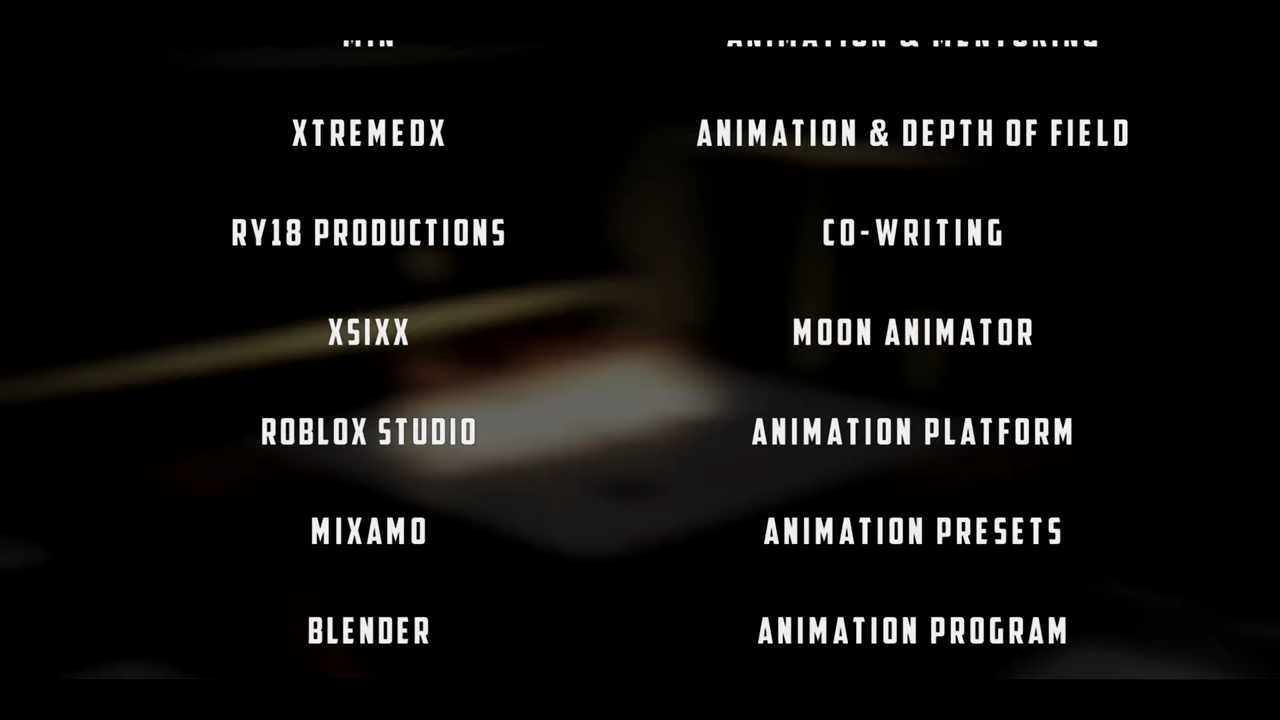 XTREMEDX ANIMATION & DEPTH OF FIELD
RY18 PRODUCTIONS CO-WRITING
XSIXX MOON ANIMATOR
ROBLOX STUDIO ANIMATION PLATFORM
MIXAMO ANIMATION PRESETS
BLENDER ANIMATION PROGRAM